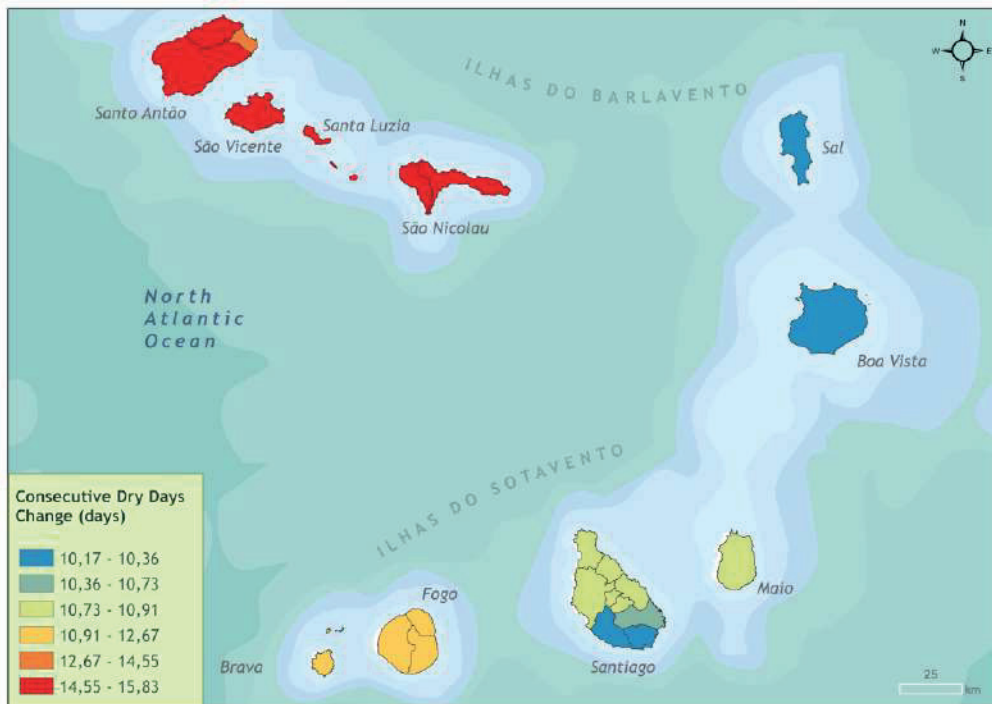 N
W E
S
ILHAS DO BARLAVENTO
Santo Antão
São Vicente
Santa Luzia
São Nicolau
Sal
North
Atlantic
Ocean
Boa Vista
ILHAS DO SOTAVENTO
Consecutive Dry Days
Change (days)
10,17 - 10,36
10,36 - 10,73
10,73 - 10,91
10,91 - 12,67
12,67 - 14,55
14,55 - 15,83
Fogo
Brava
Santiago
Maio
25
km